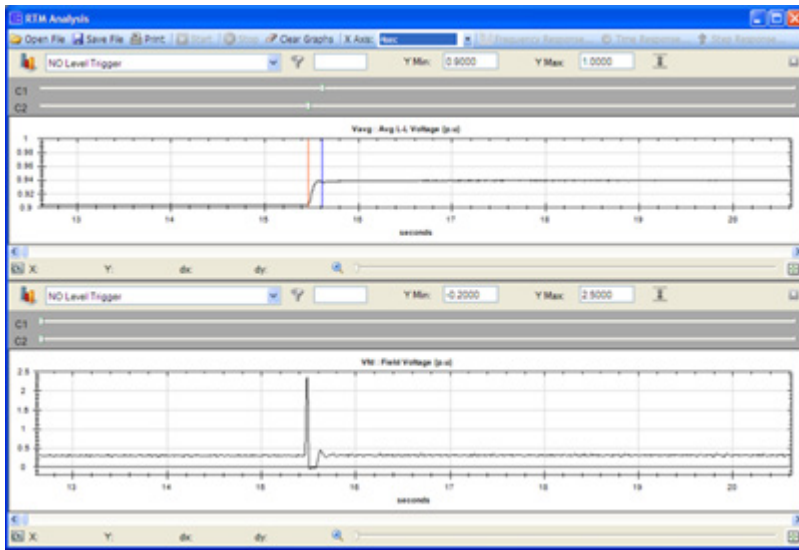 RTM Analysis
Open File Save File Print Start Stop Clear Graphs X Axis: Frequency Response Time Response Step Response
NO Level Trigger Y Min: 0.9000 Y Max: 1.0000
C1
C2
Vavg : Avg L-L Voltage (p.u)
1
0.98
0.96
0.94
0.92
0.9
13 14 15 16 17 18 19 20
seconds
X: Y: dx: dy:
NO Level Trigger Y Min: -0.2000 Y Max: 2.5000
C1
C2
Vfd : Field Voltage (p.u)
2.5
2
1.5
1
0.5
0
13 14 15 16 17 18 19 20
seconds
X: Y: dx: dy: